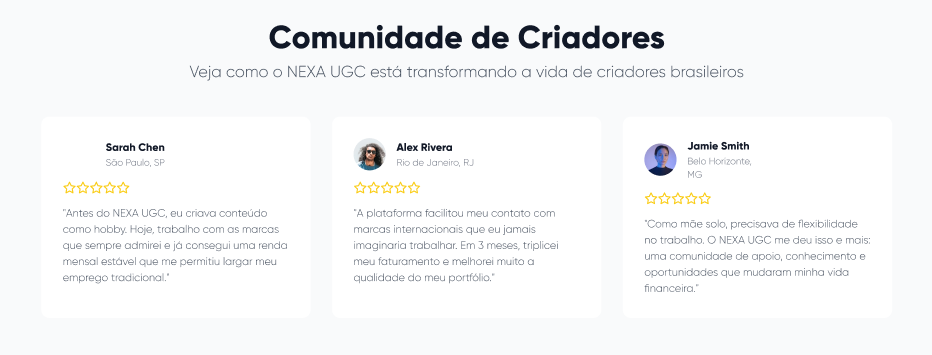 Comunidade de Criadores
Veja como o NEXA UGC está transformando a vida de criadores brasileiros
Sarah Chen
São Paulo, SP
"Antes do NEXA UGC, eu criava conteúdo
como hobby. Hoje, trabalho com as marcas
que sempre admirei e já consegui uma renda
mensal estável que me permitiu largar meu
emprego tradicional."
Alex Rivera
Rio de Janeiro, RJ
"A plataforma facilitou meu contato com
marcas internacionais que eu jamais
imaginaria trabalhar. Em 3 meses, tripliquei
meu faturamento e melhorei muito a
qualidade do meu portfólio."
Jamie Smith
Belo Horizonte,
MG
"Como mãe solo, precisava de flexibilidade
no trabalho. O NEXA UGC me deu isso e mais:
uma comunidade de apoio, conhecimento e
oportunidades que mudaram minha vida
financeira."